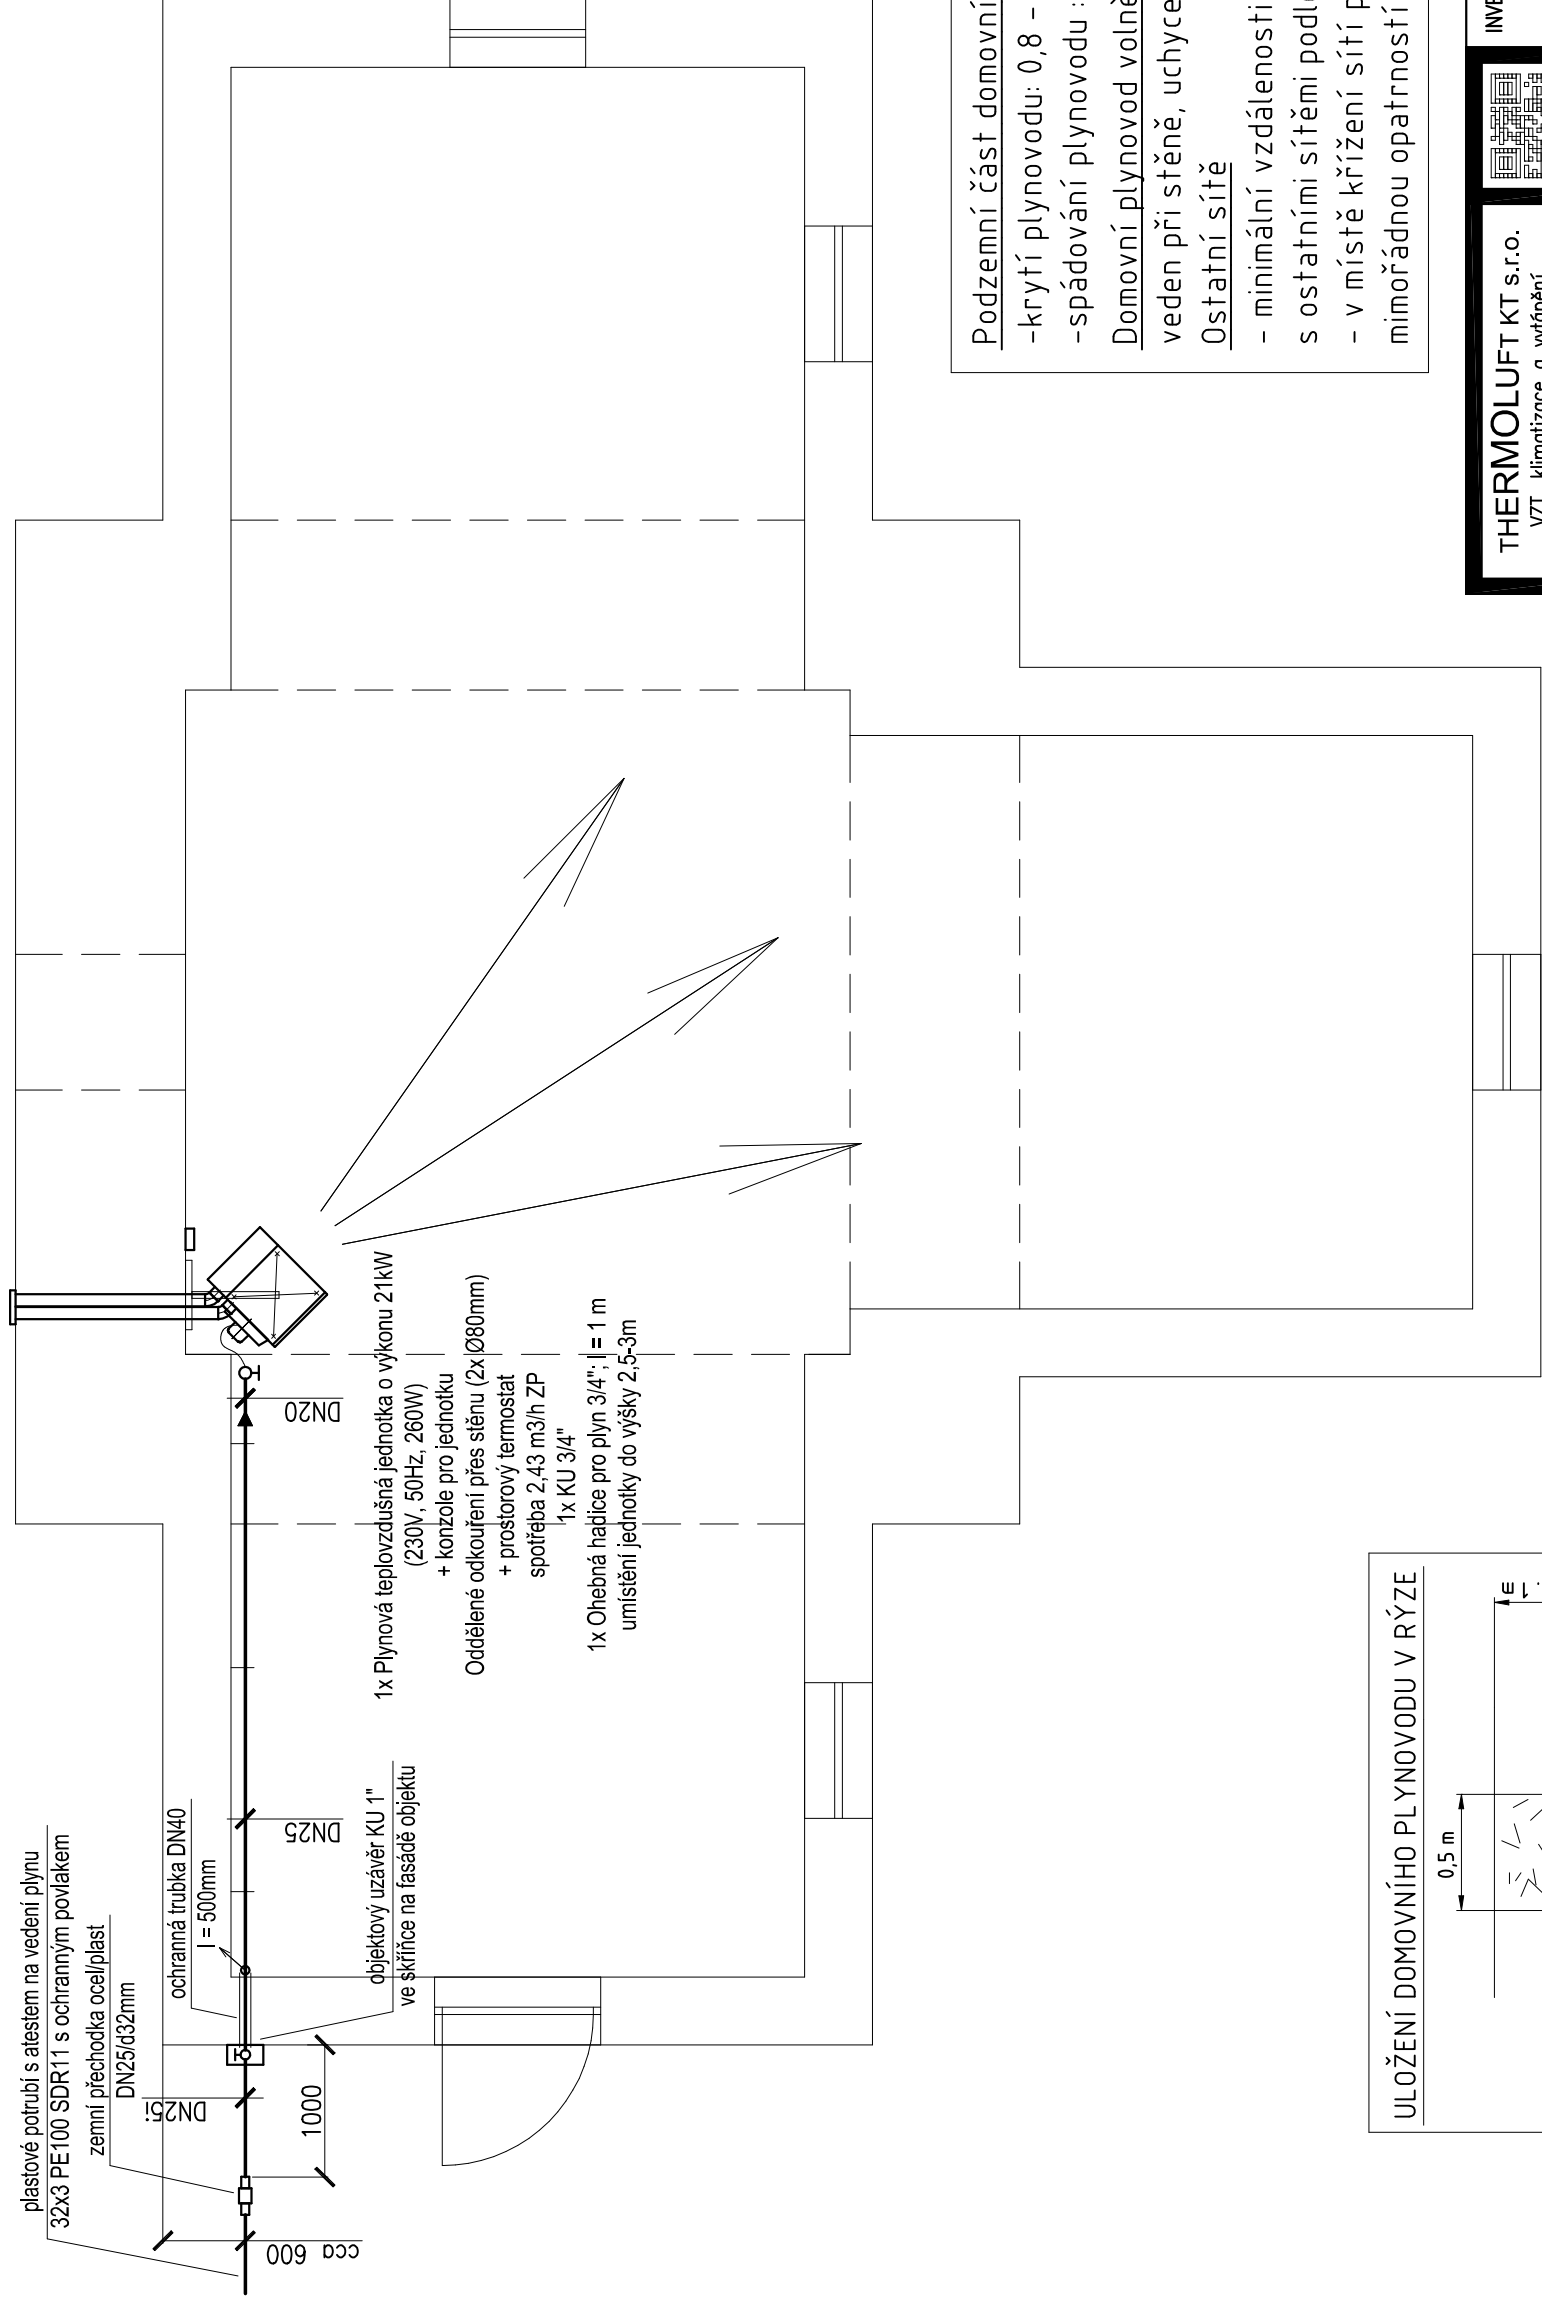 plastové potrubí s atestem na vedení plynu
32x3 PE100 SDR11 s ochranným povlakem
zemní přechodka ocel/plast
DN25/d32mm
ochranná trubka DN40
l = 500mm
objektový uzávěr KU 1"
ve skříňce na fasádě objektu
DN25i
1000
cca 600
DN25
DN20
1x Plynová teplovzdušná jednotka o výkonu 21kW
(230V, 50Hz, 260W)
+ konzole pro jednotku
Oddělené odkouření přes stěnu (2x Ø80mm)
+ prostorový termostat
spotřeba 2,43 m3/h ZP
1x KU 3/4"
1x Ohebná hadice pro plyn 3/4"; l = 1 m
umístění jednotky do výšky 2,5-3m
Podzemní část domovní
-krytí plynovodu: 0,8 -
-spádování plynovodu :
Domovní plynovod volně
veden při stěně, uchyce
Ostatní sítě
- minimální vzdálenosti
s ostatními sítěmi podl
- v místě křížení sítí p
mimořádnou opatrností
ULOŽENÍ DOMOVNÍHO PLYNOVODU V RÝZE
0,5 m
THERMOLUFT KT s.r.o.
VZT, klimatizace a vytápění
INVE